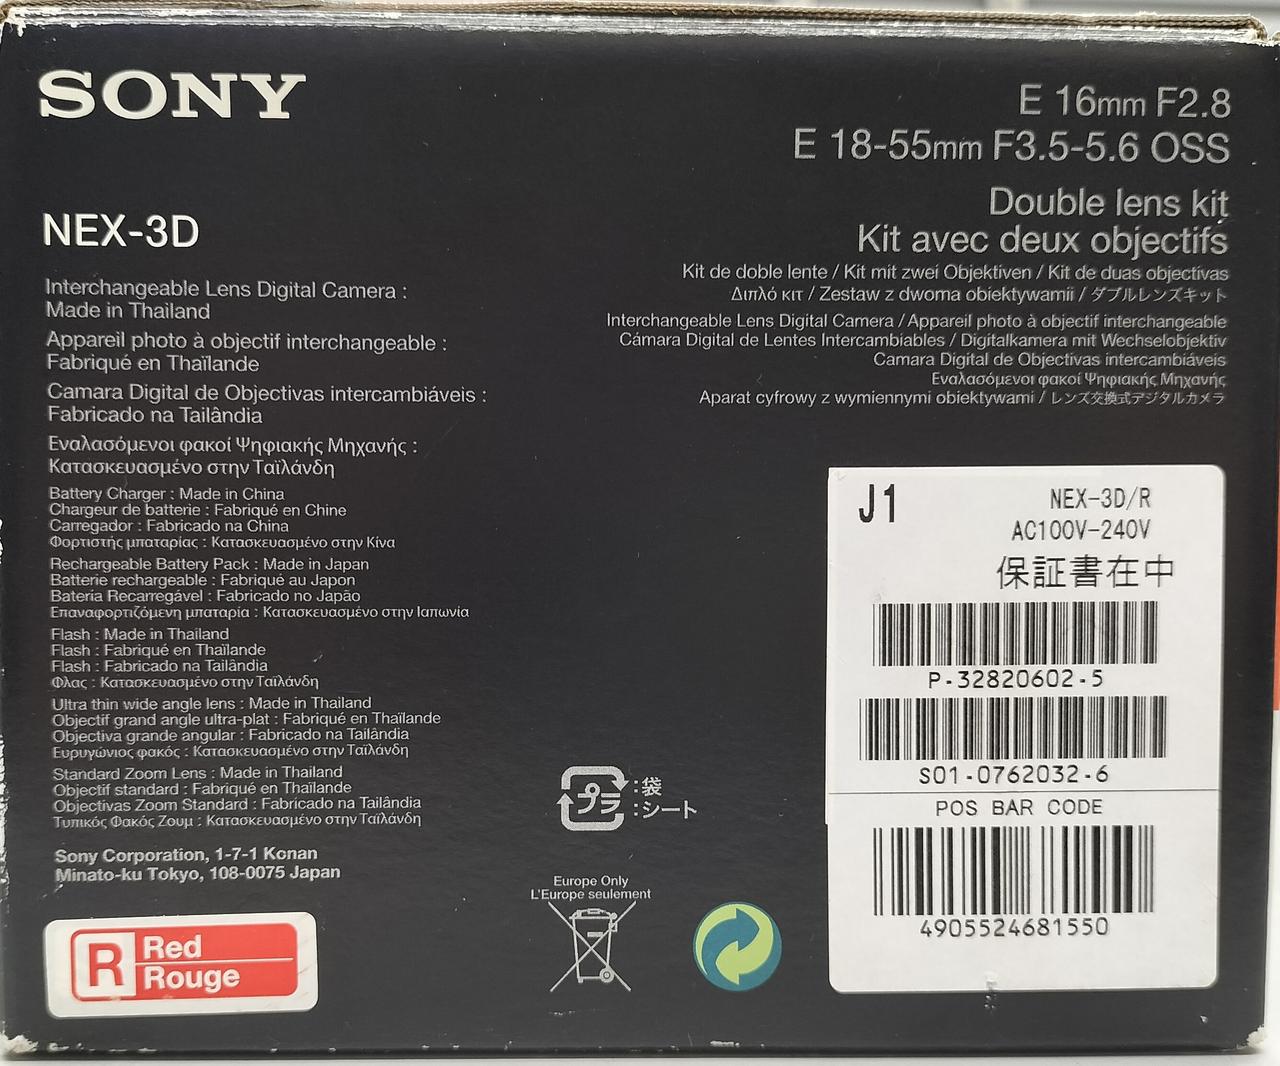 SONY
E 16mm F2.8
E 18-55mm F3.5-5.6 OSS
Double lens kit
Kit avec deux objectifs
Kit de doble lente / Kit mit zwei Objektiven / Kit de duas objectivas
Διπλό κιτ / Zestaw z dwoma obiektywamii / ダブルレンズキット
Interchangeable Lens Digital Camera / Appareil photo à objectif interchangeable
Cámara Digital de Lentes Intercambiables / Digitalkamera mit Wechselobjektiv
Camara Digital de Objectivas intercambiáveis
Εναλασόμενοι φακοί Ψηφιακής Μηχανής
Aparat cyfrowy z wymiennymi obiektywami / レンズ交換式デジタルカメラ
NEX-3D
Interchangeable Lens Digital Camera :
Made in Thailand
Appareil photo à objectif interchangeable :
Fabriqué en Thaïlande
Camara Digital de Objectivas intercambiáveis :
Fabricado na Tailândia
Εναλασόμενοι φακοί Ψηφιακής Μηχανής :
Κατασκευασμένο στην Ταϊλάνδη
Battery Charger : Made in China
Chargeur de batterie : Fabriqué en Chine
Carregador : Fabricado na China
Φορτιστής μπαταρίας : Κατασκευασμένο στην Κίνα
Rechargeable Battery Pack : Made in Japan
Batterie rechargeable : Fabriqué au Japon
Bateria Recarregável : Fabricado no Japão
Επαναφορτιζόμενη μπαταρία : Κατασκευασμένο στην Ιαπωνία
Flash : Made in Thailand
Flash : Fabriqué en Thaïlande
Flash : Fabricado na Tailândia
Φλας : Κατασκευασμένο στην Ταϊλάνδη
Ultra thin wide angle lens : Made in Thailand
Objectif grand angle ultra-plat : Fabriqué en Thaïlande
Objectiva grande angular : Fabricado na Tailândia
Ευρυγώνιος φακός : Κατασκευασμένο στην Ταϊλάνδη
Standard Zoom Lens : Made in Thailand
Objectif standard : Fabriqué en Thaïlande
Objectivas Zoom Standard : Fabricado na Tailândia
Τυπικός Φακός Ζουμ : Κατασκευασμένο στην Ταϊλάνδη
Sony Corporation, 1-7-1 Konan
Minato-ku Tokyo, 108-0075 Japan
R Red
Rouge
プラ :袋
:シート
Europe Only
L'Europe seulement
J1
NEX-3D/R
AC100V-240V
保証書在中
P-32820602-5
S01-0762032-6
POS BAR CODE
4905524681550